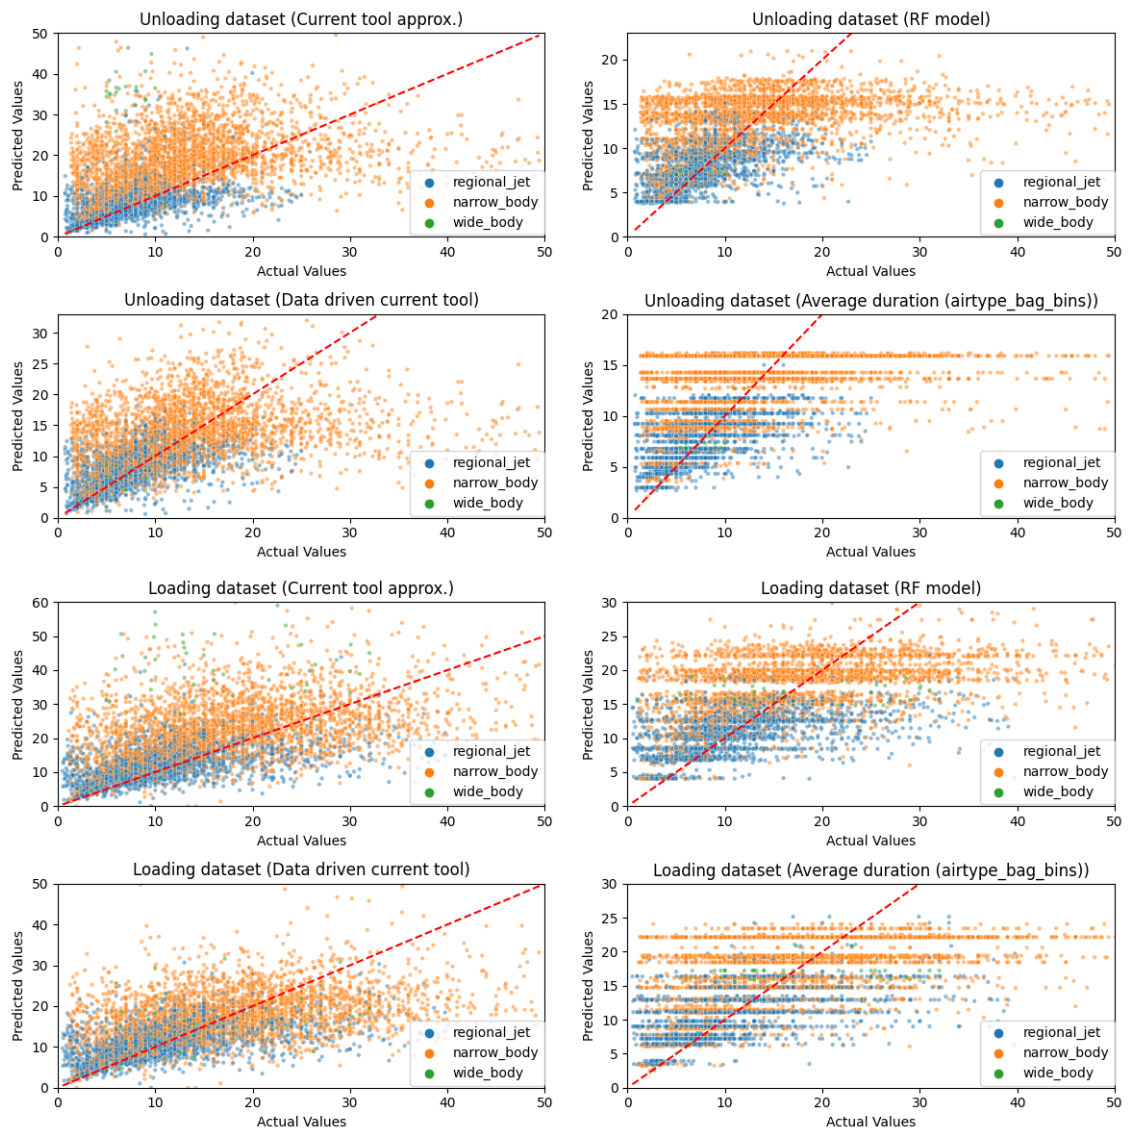 Unloading dataset (Current tool approx.)
Predicted Values
50
40
30
20
10
0
regional_jet
narrow_body
wide_body
0 10 20 30 40 50
Actual Values
Unloading dataset (RF model)
Predicted Values
20
15
10
5
0
regional_jet
narrow_body
wide_body
0 10 20 30 40 50
Actual Values
Unloading dataset (Data driven current tool)
Predicted Values
30
25
20
15
10
5
0
regional_jet
narrow_body
wide_body
0 10 20 30 40 50
Actual Values
Unloading dataset (Average duration (airtype_bag_bins))
Predicted Values
20
15
10
5
0
regional_jet
narrow_body
wide_body
0 10 20 30 40 50
Actual Values
Loading dataset (Current tool approx.)
Predicted Values
60
50
40
30
20
10
0
regional_jet
narrow_body
wide_body
0 10 20 30 40 50
Actual Values
Loading dataset (RF model)
Predicted Values
30
25
20
15
10
5
0
regional_jet
narrow_body
wide_body
0 10 20 30 40 50
Actual Values
Loading dataset (Data driven current tool)
Predicted Values
50
40
30
20
10
0
regional_jet
narrow_body
wide_body
0 10 20 30 40 50
Actual Values
Loading dataset (Average duration (airtype_bag_bins))
Predicted Values
30
25
20
15
10
5
0
regional_jet
narrow_body
wide_body
0 10 20 30 40 50
Actual Values